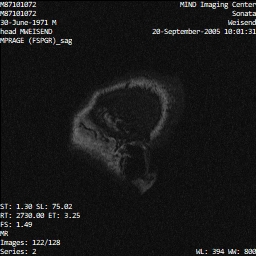 M87101072
M87101072
30-June-1971 M
head MWEISEND
MPRAGE (FSPGR)_sag
MIND Imaging Center
Sonata
Weisend
20-September-2005 10:01:31
ST: 1.30 SL: 75.02
RT: 2730.00 ET: 3.25
FS: 1.49
MR
Images: 122/128
Series: 2
WL: 394 WW: 800